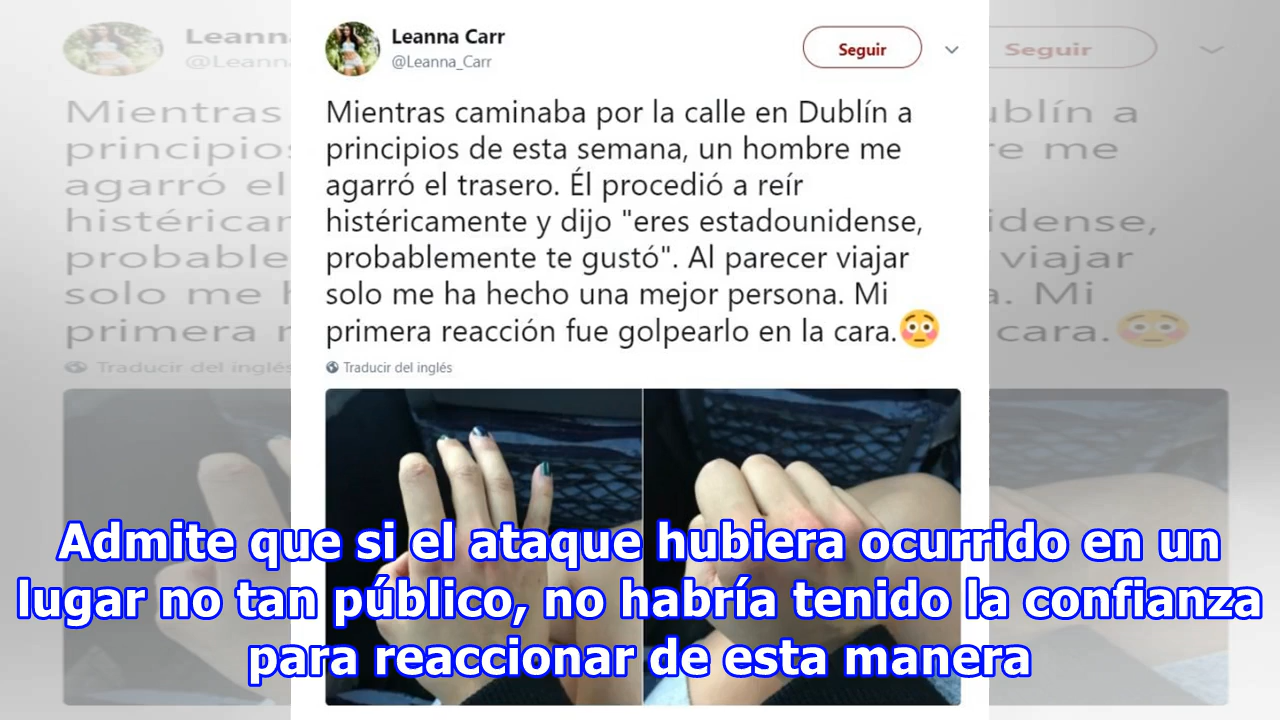 Leanna Carr
@Leanna_Carr
Seguir
Mientras caminaba por la calle en Dublín a
principios de esta semana, un hombre me
agarró el trasero. Él procedió a reír
histéricamente y dijo "eres estadounidense,
probablemente te gustó". Al parecer viajar
solo me ha hecho una mejor persona. Mi
primera reacción fue golpearlo en la cara.😳
Traducir del inglés
Admite que si el ataque hubiera ocurrido en un
lugar no tan público, no habría tenido la confianza
para reaccionar de esta manera